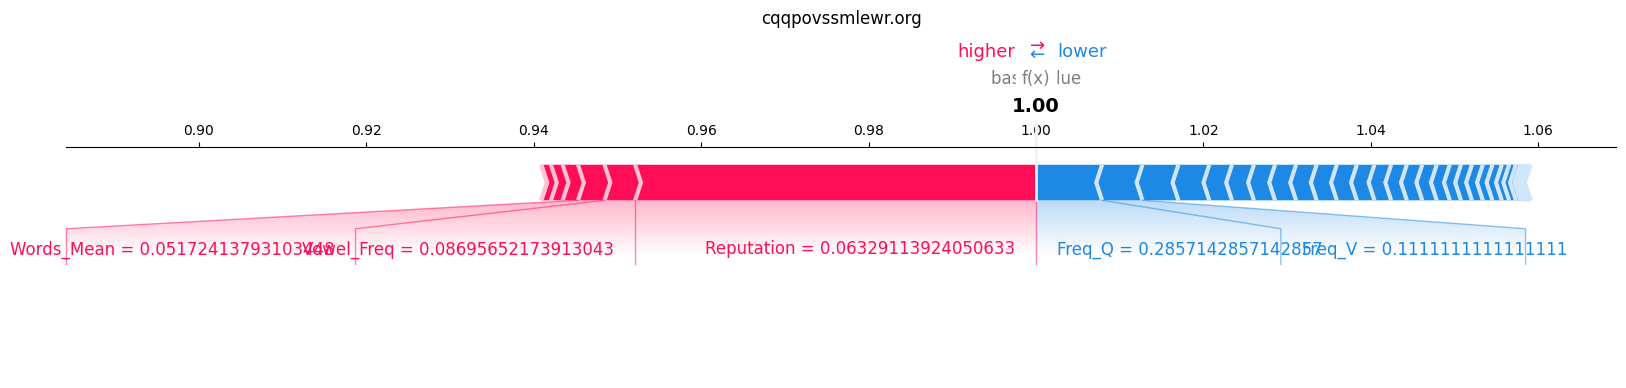 cqqpovssmlewr.org
higher ⇄ lower
f(x)
1.00
0.90 0.92 0.94 0.96 0.98 1.00 1.02 1.04 1.06
Words_Mean = 0.05172413793103448 Vowel_Freq = 0.08695652173913043 Reputation = 0.06329113924050633 Freq_Q = 0.2857142857142857 Freq_V = 0.1111111111111111